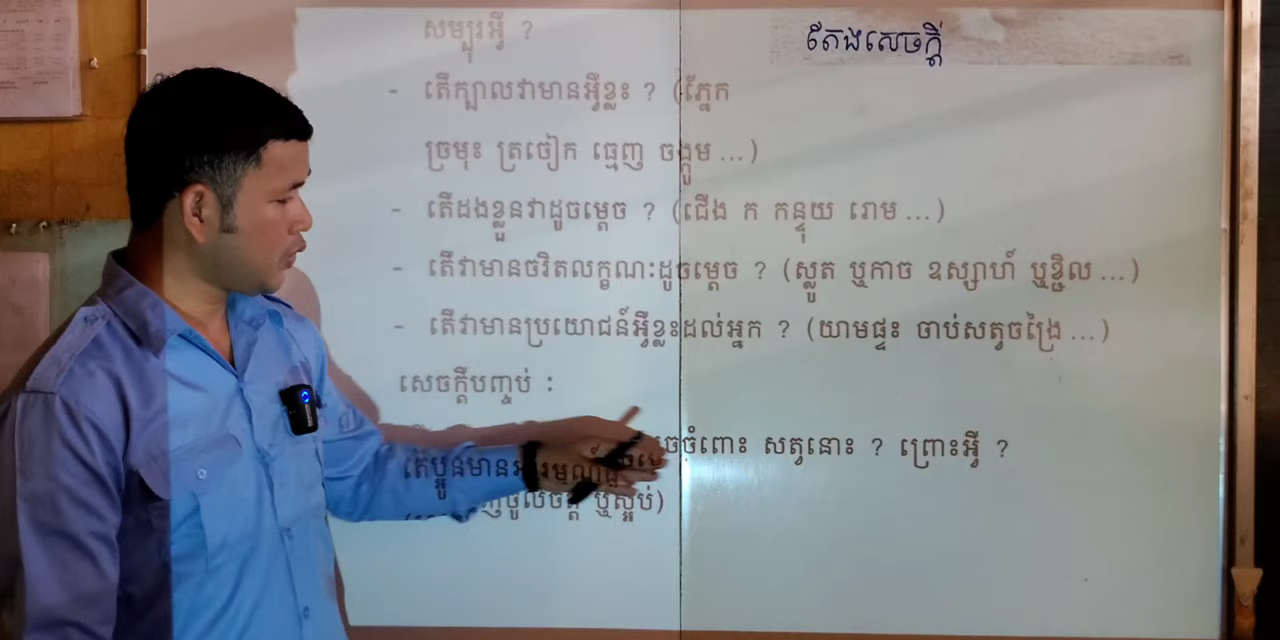 តែងសេចក្ដី
សម្បុរអ្វី ?
- តើក្បាលវាមានអ្វីខ្លះ ? (ភ្នែក
ច្រមុះ ត្រចៀក ធ្មេញ ចង្កូម ...)
- តើដងខ្លួនវាដូចម្ដេច ? (ជើង ក កន្ទុយ រោម ...)
- តើវាមានចរិតលក្ខណៈដូចម្ដេច ? (ស្លូត ឬកាច ឧស្សាហ៍ ឬខ្ជិល ...)
- តើវាមានប្រយោជន៍អ្វីខ្លះដល់អ្នក ? (យាមផ្ទះ ចាប់សត្វចង្រៃ ...)
សេចក្ដីបញ្ចប់ :
តើប្អូនមាន ចំពោះ សត្វនោះ ? ព្រោះអ្វី ?
ឬស្អប់)